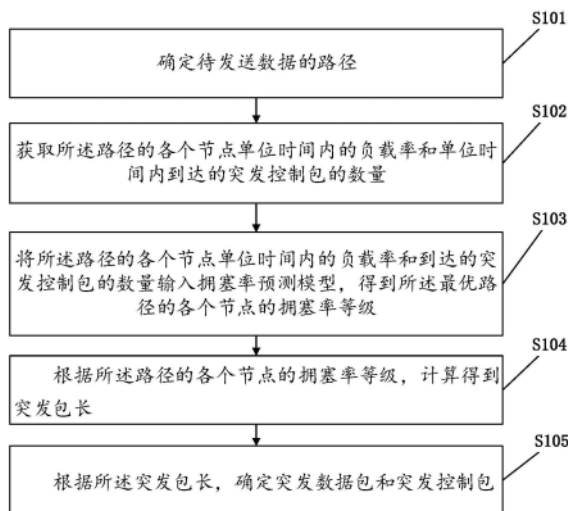 S101
确定待发送数据的路径
S102
获取所述路径的各个节点单位时间内的负载率和单位时
间内到达的突发控制包的数量
S103
将所述路径的各个节点单位时间内的负载率和到达的突
发控制包的数量输入拥塞率预测模型，得到所述最优路
径的各个节点的拥塞率等级
S104
根据所述路径的各个节点的拥塞率等级，计算得到
突发包长
S105
根据所述突发包长，确定突发数据包和突发控制包